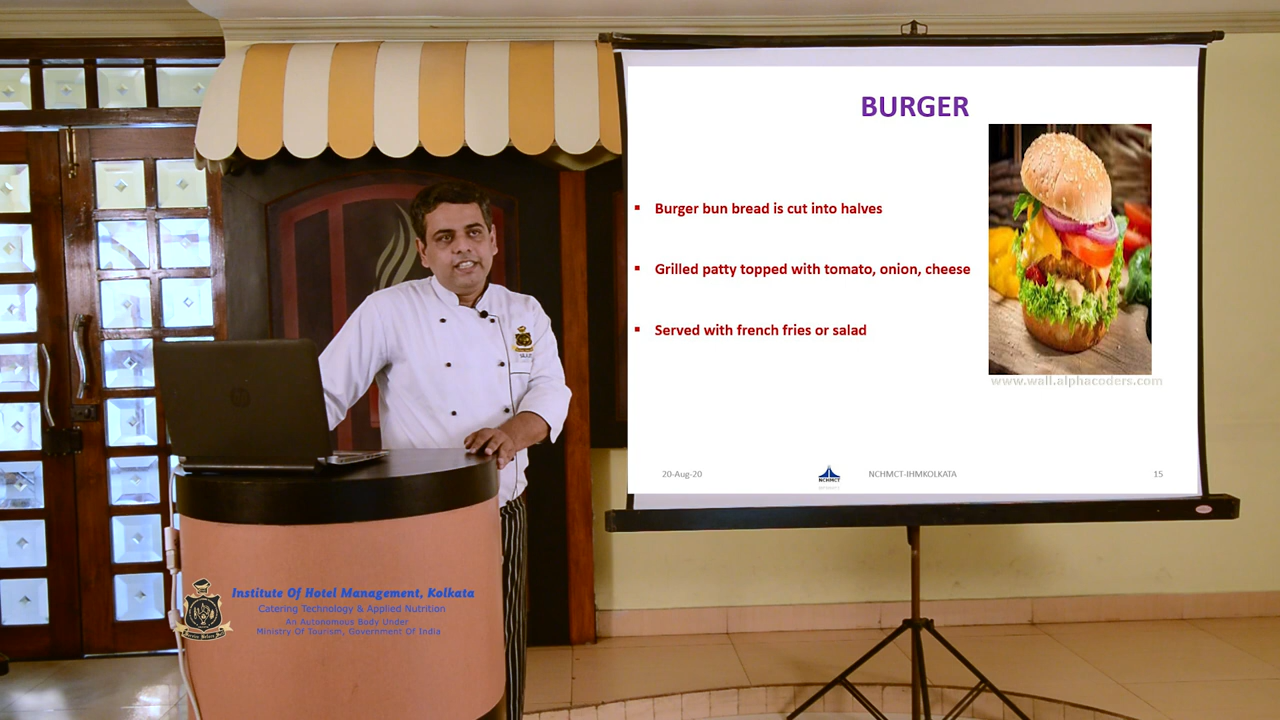 BURGER
▪ Burger bun bread is cut into halves
▪ Grilled patty topped with tomato, onion, cheese
▪ Served with french fries or salad
www.wall.alphacoders.com
20-Aug-20
NCHMCT
NCHMCT-IHMKOLKATA
15
Institute Of Hotel Management, Kolkata
Catering Technology & Applied Nutrition
An Autonomous Body Under
Ministry Of Tourism, Government Of India